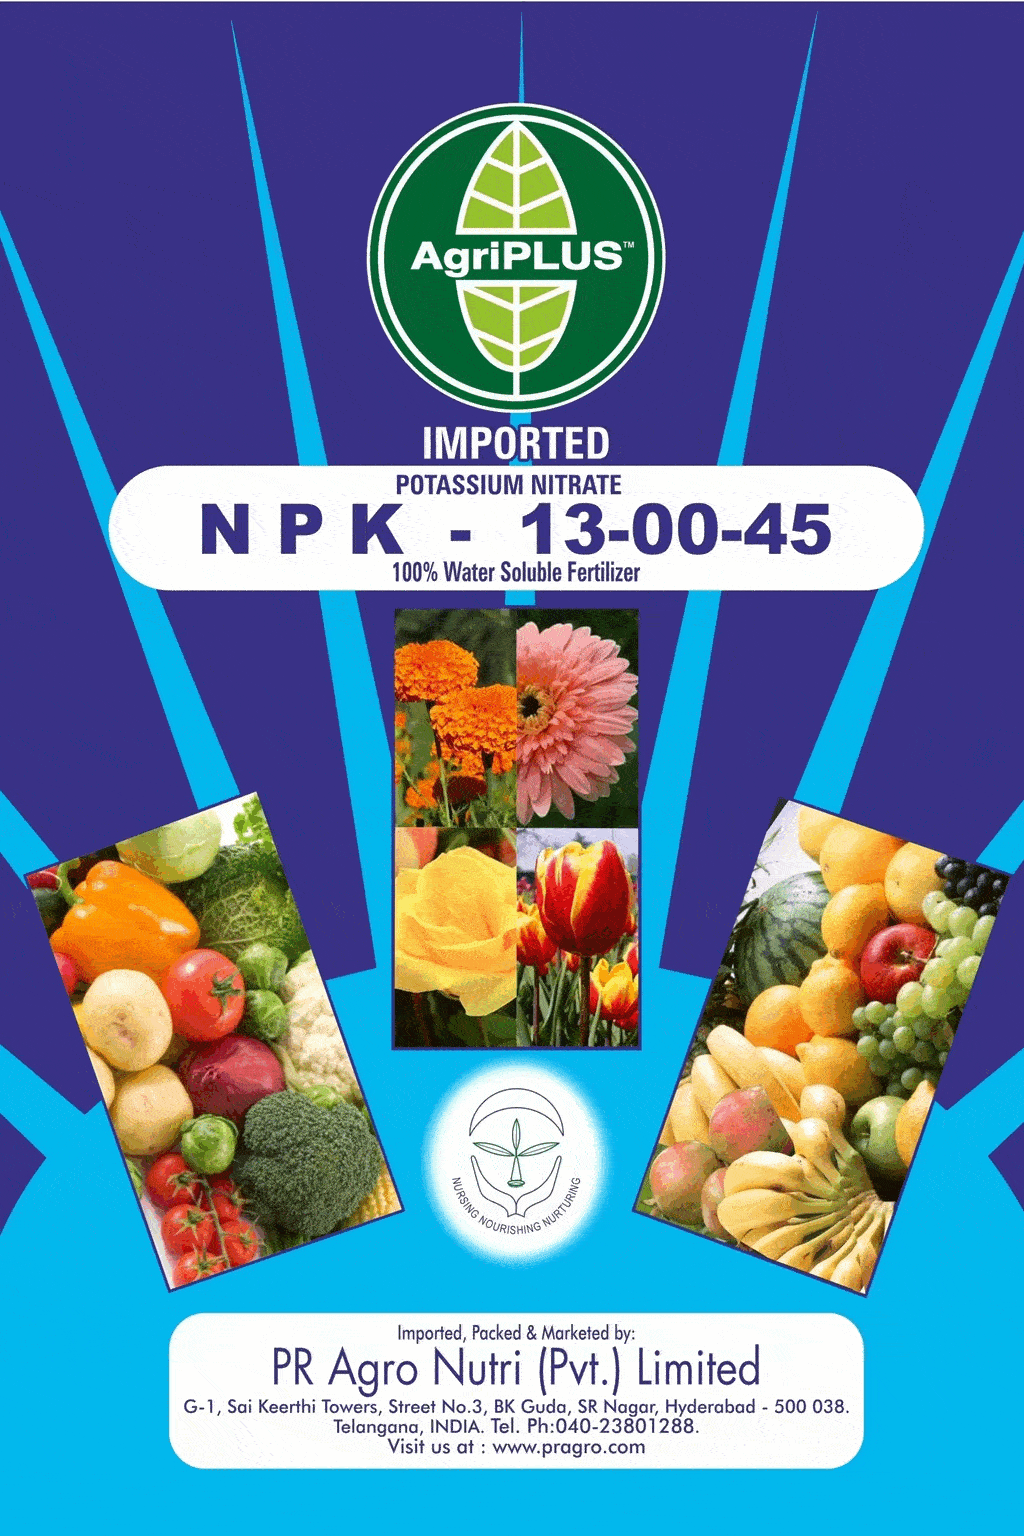 AgriPLUS™
IMPORTED
POTASSIUM NITRATE
N P K - 13-00-45
100% Water Soluble Fertilizer
NURSING NOURISHING NURTURING
Imported, Packed & Marketed by:
PR Agro Nutri (Pvt.) Limited
G-1, Sai Keerthi Towers, Street No.3, BK Guda, SR Nagar, Hyderabad - 500 038.
Telangana, INDIA. Tel. Ph:040-23801288.
Visit us at : www.pragro.com